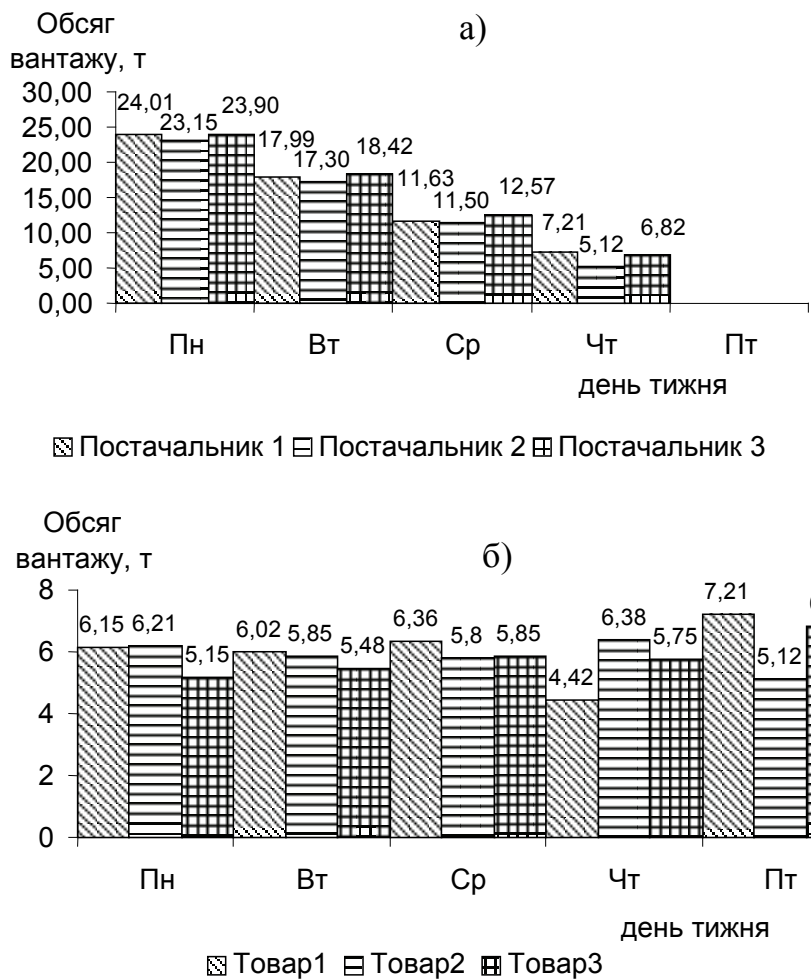 Обсяг
вантажу, т
а)
30,00
25,00
20,00
15,00
10,00
5,00
0,00
24,01
23,15
23,90
17,99
17,30
18,42
11,63
11,50
12,57
7,21
5,12
6,82
Пн Вт Ср Чт Пт
день тижня
Постачальник 1 Постачальник 2 Постачальник 3
Обсяг
вантажу, т
б)
8
6
4
2
0
6,15 6,21 5,15 6,02 5,85 5,48 6,36 5,8 5,85 4,42 6,38 5,75 7,21 5,12
Пн Вт Ср Чт Пт
день тижня
Товар1 Товар2 Товар3